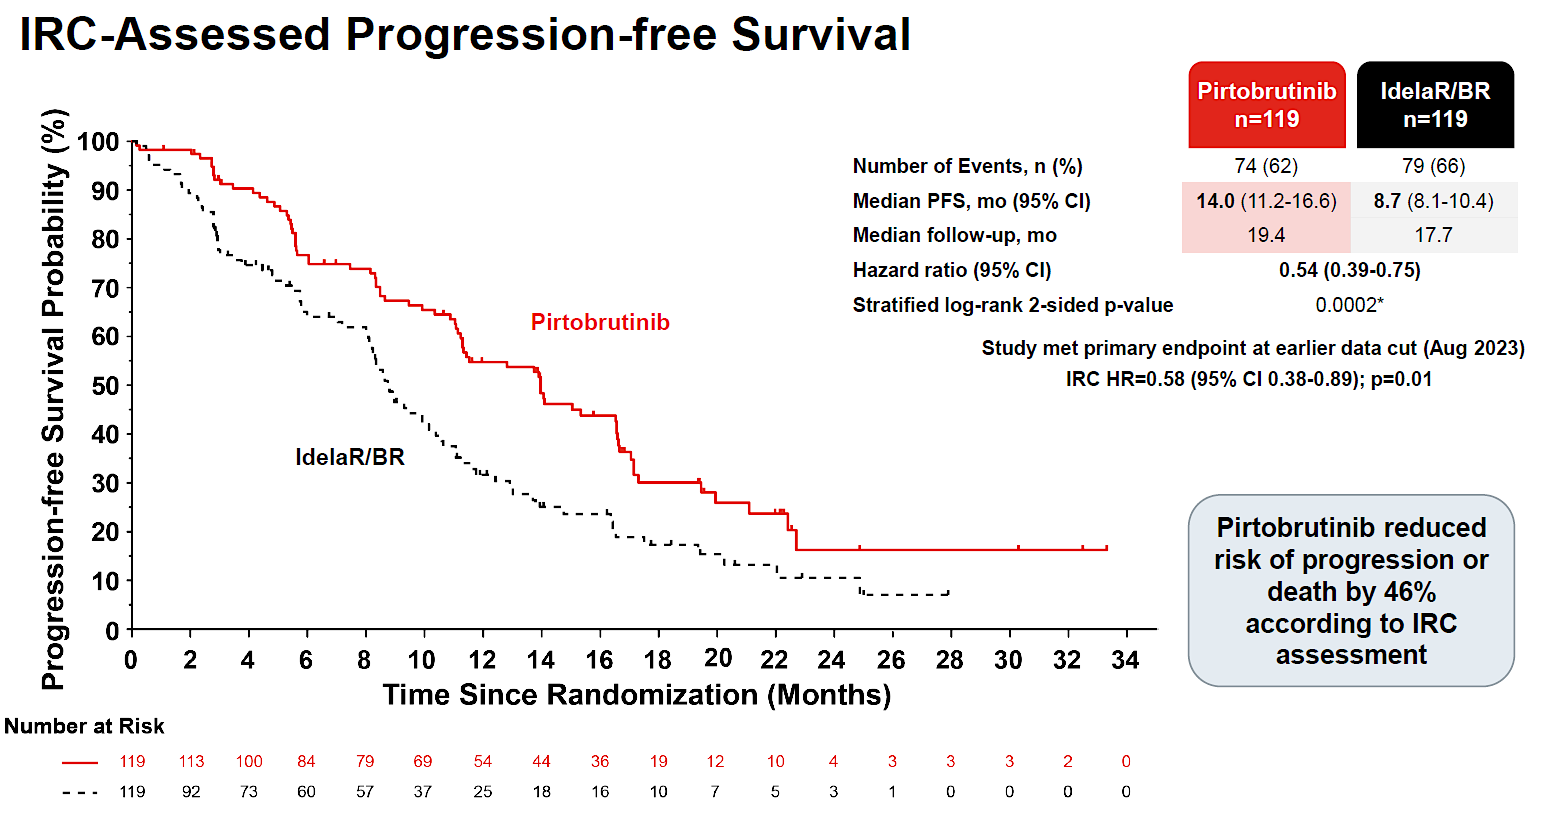 IRC-Assessed Progression-free Survival
Pirtobrutinib
n=119
IdelaR/BR
n=119
Number of Events, n (%) 74 (62) 79 (66)
Median PFS, mo (95% CI) 14.0 (11.2-16.6) 8.7 (8.1-10.4)
Median follow-up, mo 19.4 17.7
Hazard ratio (95% CI) 0.54 (0.39-0.75)
Stratified log-rank 2-sided p-value 0.0002*
Study met primary endpoint at earlier data cut (Aug 2023)
IRC HR=0.58 (95% CI 0.38-0.89); p=0.01
Progression-free Survival Probability (%)
100
90
80
70
60
50
40
30
20
10
0
Pirtobrutinib
IdelaR/BR
0 2 4 6 8 10 12 14 16 18 20 22 24 26 28 30 32 34
Time Since Randomization (Months)
Pirtobrutinib reduced
risk of progression or
death by 46%
according to IRC
assessment
Number at Risk
119 113 100 84 79 69 54 44 36 19 12 10 4 3 3 3 2 0
119 92 73 60 57 37 25 18 16 10 7 5 3 1 0 0 0 0